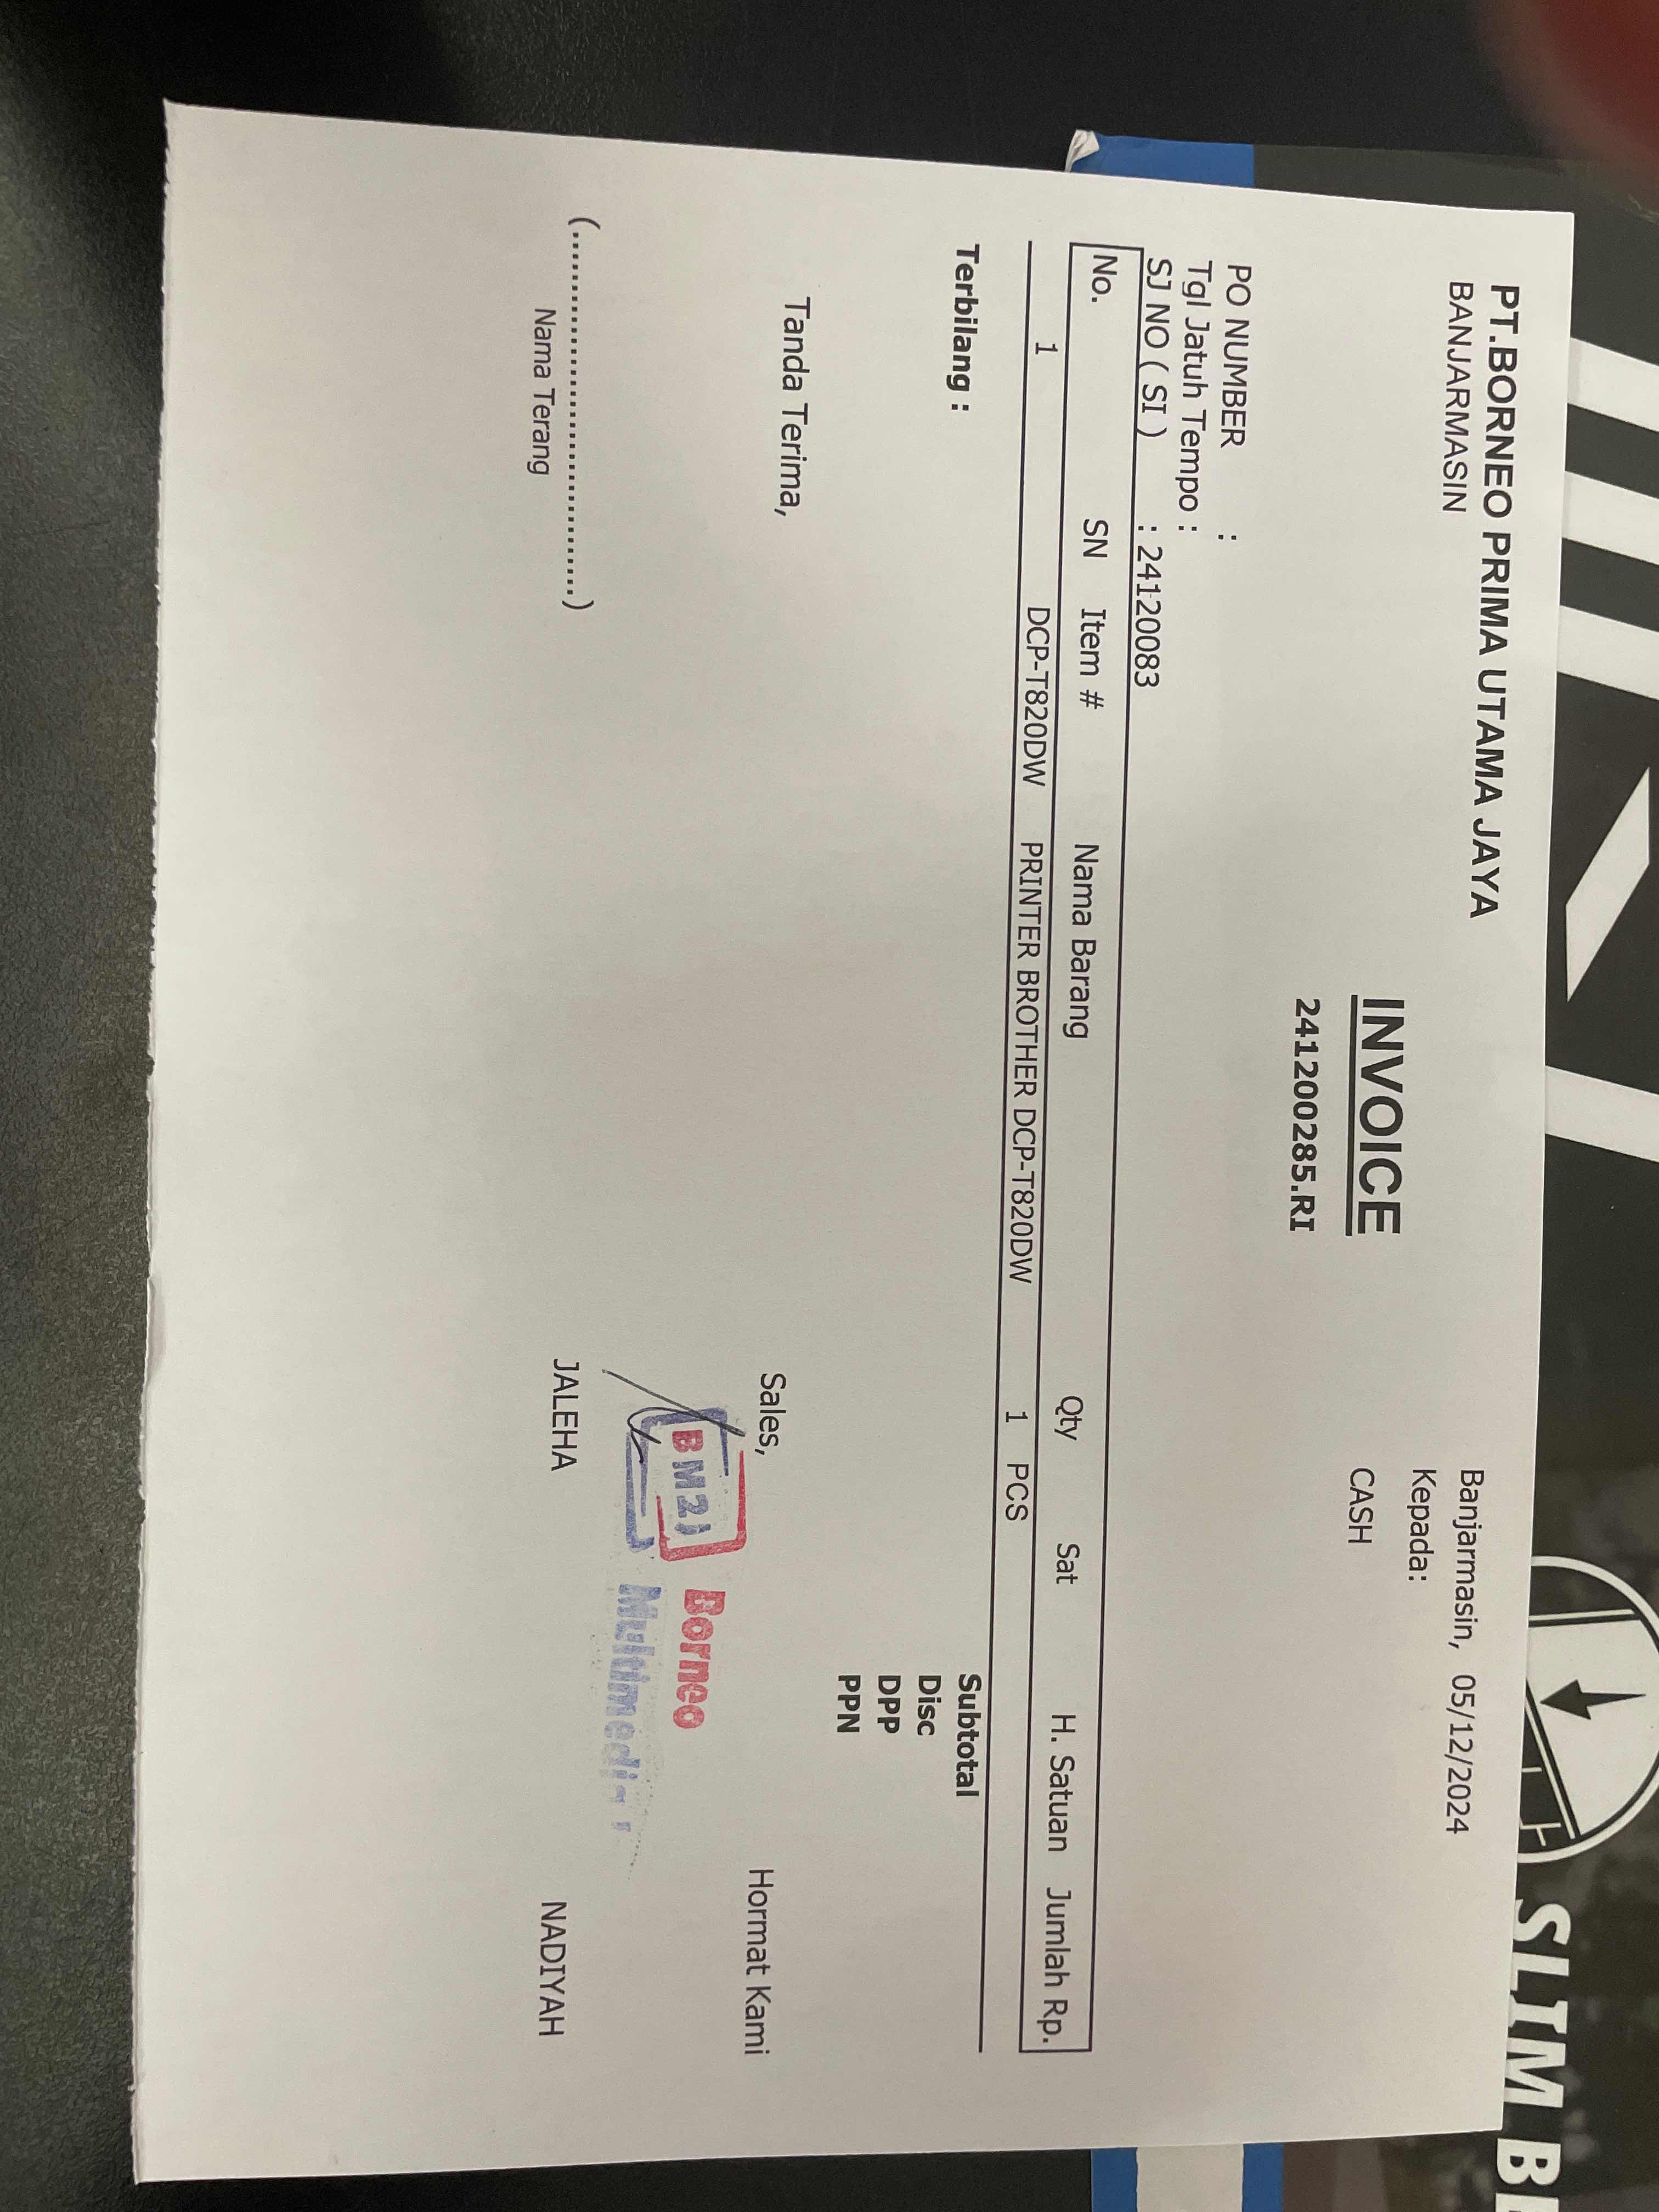 PT.BORNEO PRIMA UTAMA JAYA
BANJARMASIN
Banjarmasin, 05/12/2024
Kepada:
CASH
INVOICE
241200285.RI
PO NUMBER :
Tgl Jatuh Tempo :
SJ NO ( SI ) : 24120083
No. SN Item # Nama Barang Qty Sat H. Satuan Jumlah Rp.
1 DCP-T820DW PRINTER BROTHER DCP-T820DW 1 PCS
Terbilang : Subtotal
Disc
DPP
PPN
Tanda Terima, Sales, Hormat Kami
Borneo
(..............................)
Nama Terang JALEHA NADIYAH
SLIM